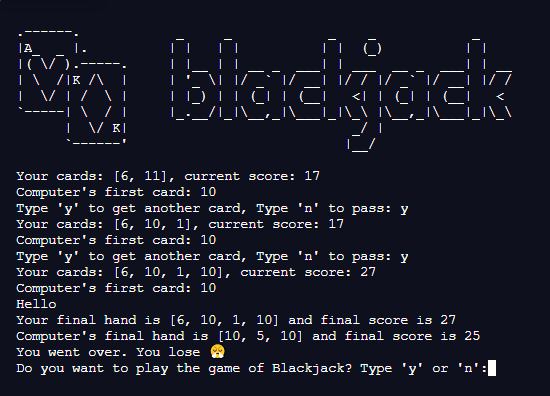 blackjack
A
K
K
Your cards: [6, 11], current score: 17
Computer's first card: 10
Type 'y' to get another card, Type 'n' to pass: y
Your cards: [6, 10, 1], current score: 17
Computer's first card: 10
Type 'y' to get another card, Type 'n' to pass: y
Your cards: [6, 10, 1, 10], current score: 27
Computer's first card: 10
Hello
Your final hand is [6, 10, 1, 10] and final score is 27
Computer's final hand is [10, 5, 10] and final score is 25
You went over. You lose 😤
Do you want to play the game of Blackjack? Type 'y' or 'n':